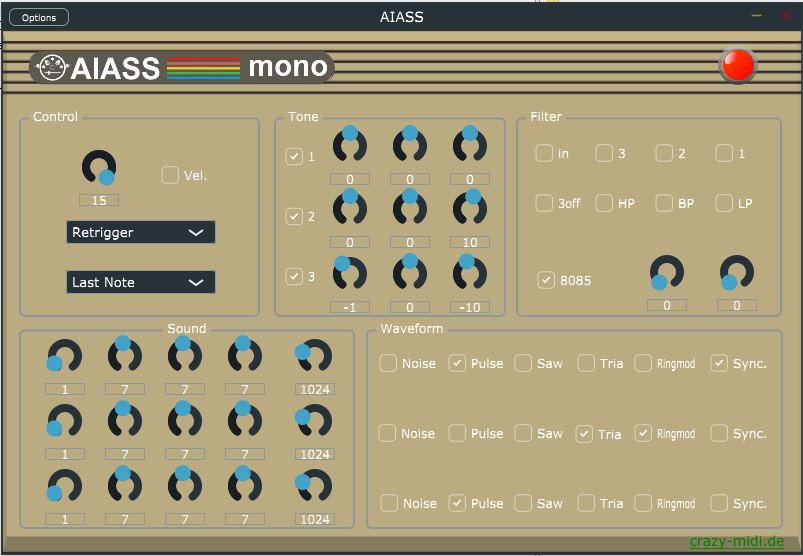 Options
AIASS
AIASS mono
Control
15
Vel.
Retrigger
Last Note
Tone
1
0 0 0
2
0 0 10
3
-1 0 -10
Filter
in 3 2 1
3off HP BP LP
8085
0 0
Sound
1 7 7 7 1024
1 7 7 7 1024
1 7 7 7 1024
Waveform
Noise Pulse Saw Tria Ringmod Sync.
Noise Pulse Saw Tria Ringmod Sync.
Noise Pulse Saw Tria Ringmod Sync.
crazy-midi.de